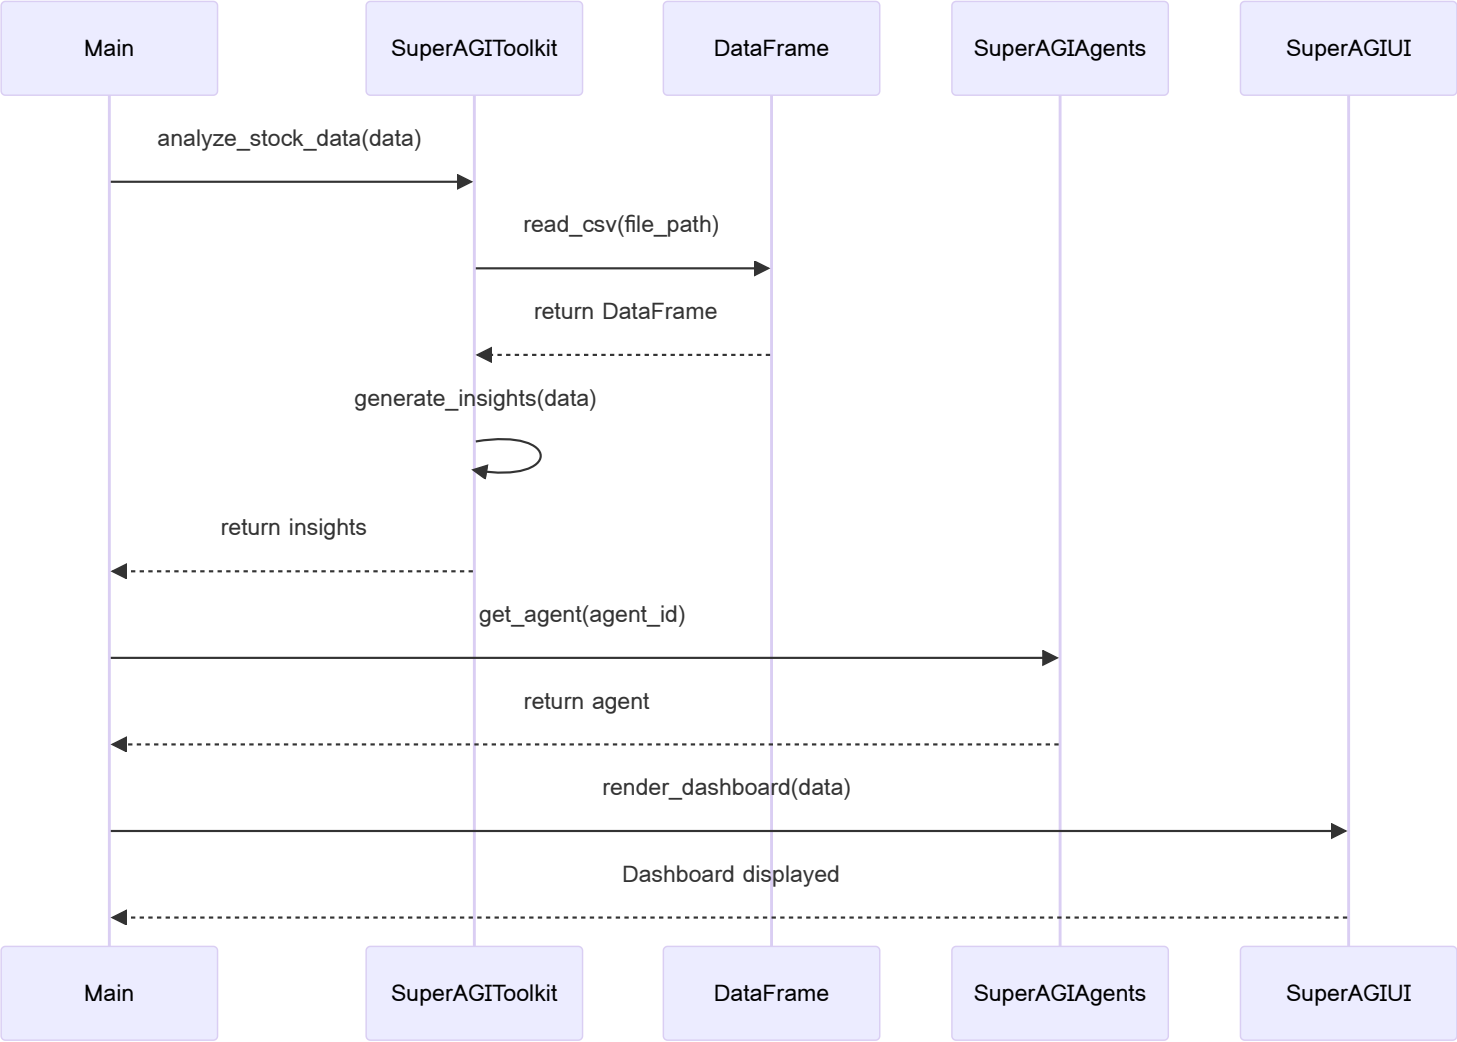 Main
SuperAGIToolkit
DataFrame
SuperAGIAgents
SuperAGIUI
analyze_stock_data(data)
read_csv(file_path)
return DataFrame
generate_insights(data)
return insights
get_agent(agent_id)
return agent
render_dashboard(data)
Dashboard displayed
Main
SuperAGIToolkit
DataFrame
SuperAGIAgents
SuperAGIUI